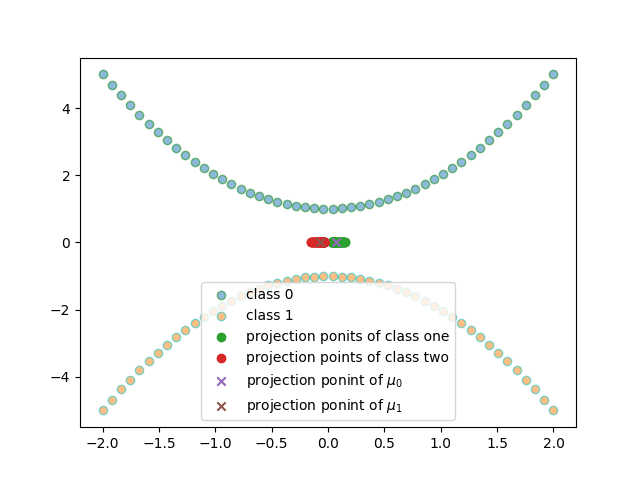 4
2
0
−2
−4
class 0
class 1
projection ponits of class one
projection points of class two
projection ponint of μ₀
projection ponint of μ₁
−2.0 −1.5 −1.0 −0.5 0.0 0.5 1.0 1.5 2.0